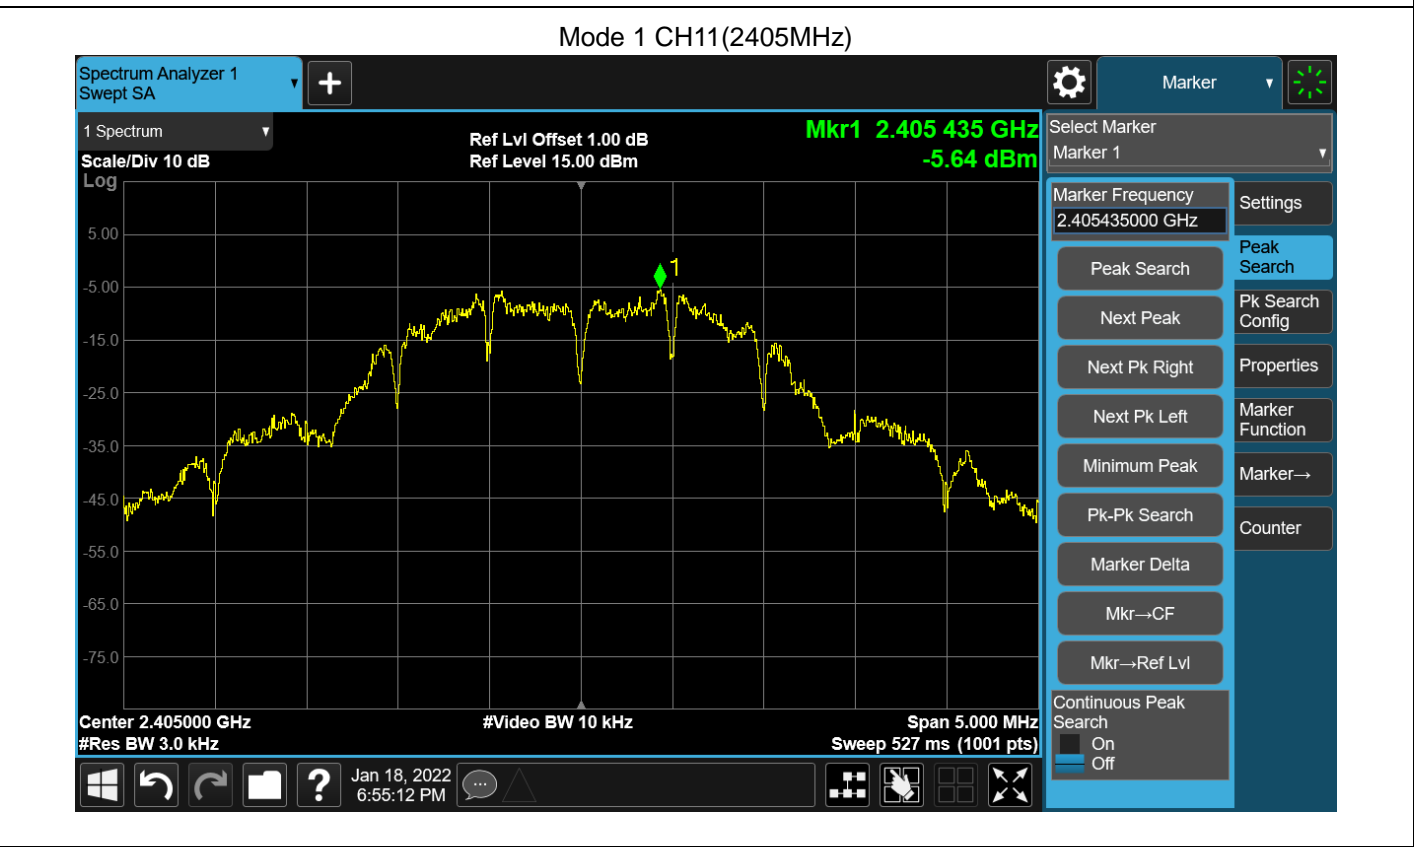 Mode 1 CH11(2405MHz)
Spectrum Analyzer 1
Swept SA
Marker
1 Spectrum
Scale/Div 10 dB
Log
Ref Lvl Offset 1.00 dB
Ref Level 15.00 dBm
Mkr1 2.405 435 GHz
-5.64 dBm
5.00
-5.00
-15.0
-25.0
-35.0
-45.0
-55.0
-65.0
-75.0
1
Center 2.405000 GHz
#Res BW 3.0 kHz
#Video BW 10 kHz
Span 5.000 MHz
Sweep 527 ms (1001 pts)
Select Marker
Marker 1
Marker Frequency
2.405435000 GHz
Peak Search
Next Peak
Next Pk Right
Next Pk Left
Minimum Peak
Pk-Pk Search
Marker Delta
Mkr→CF
Mkr→Ref Lvl
Continuous Peak
Search
On
Off
Settings
Peak
Search
Pk Search
Config
Properties
Marker
Function
Marker→
Counter
?
Jan 18, 2022
6:55:12 PM